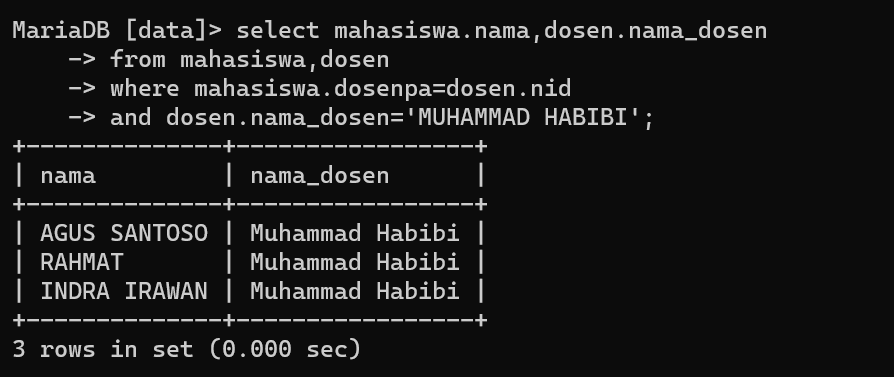 MariaDB [data]> select mahasiswa.nama,dosen.nama_dosen
    -> from mahasiswa,dosen
    -> where mahasiswa.dosenpa=dosen.nid
    -> and dosen.nama_dosen='MUHAMMAD HABIBI';
+--------------+-----------------+
| nama         | nama_dosen      |
+--------------+-----------------+
| AGUS SANTOSO | Muhammad Habibi |
| RAHMAT       | Muhammad Habibi |
| INDRA IRAWAN | Muhammad Habibi |
+--------------+-----------------+
3 rows in set (0.000 sec)